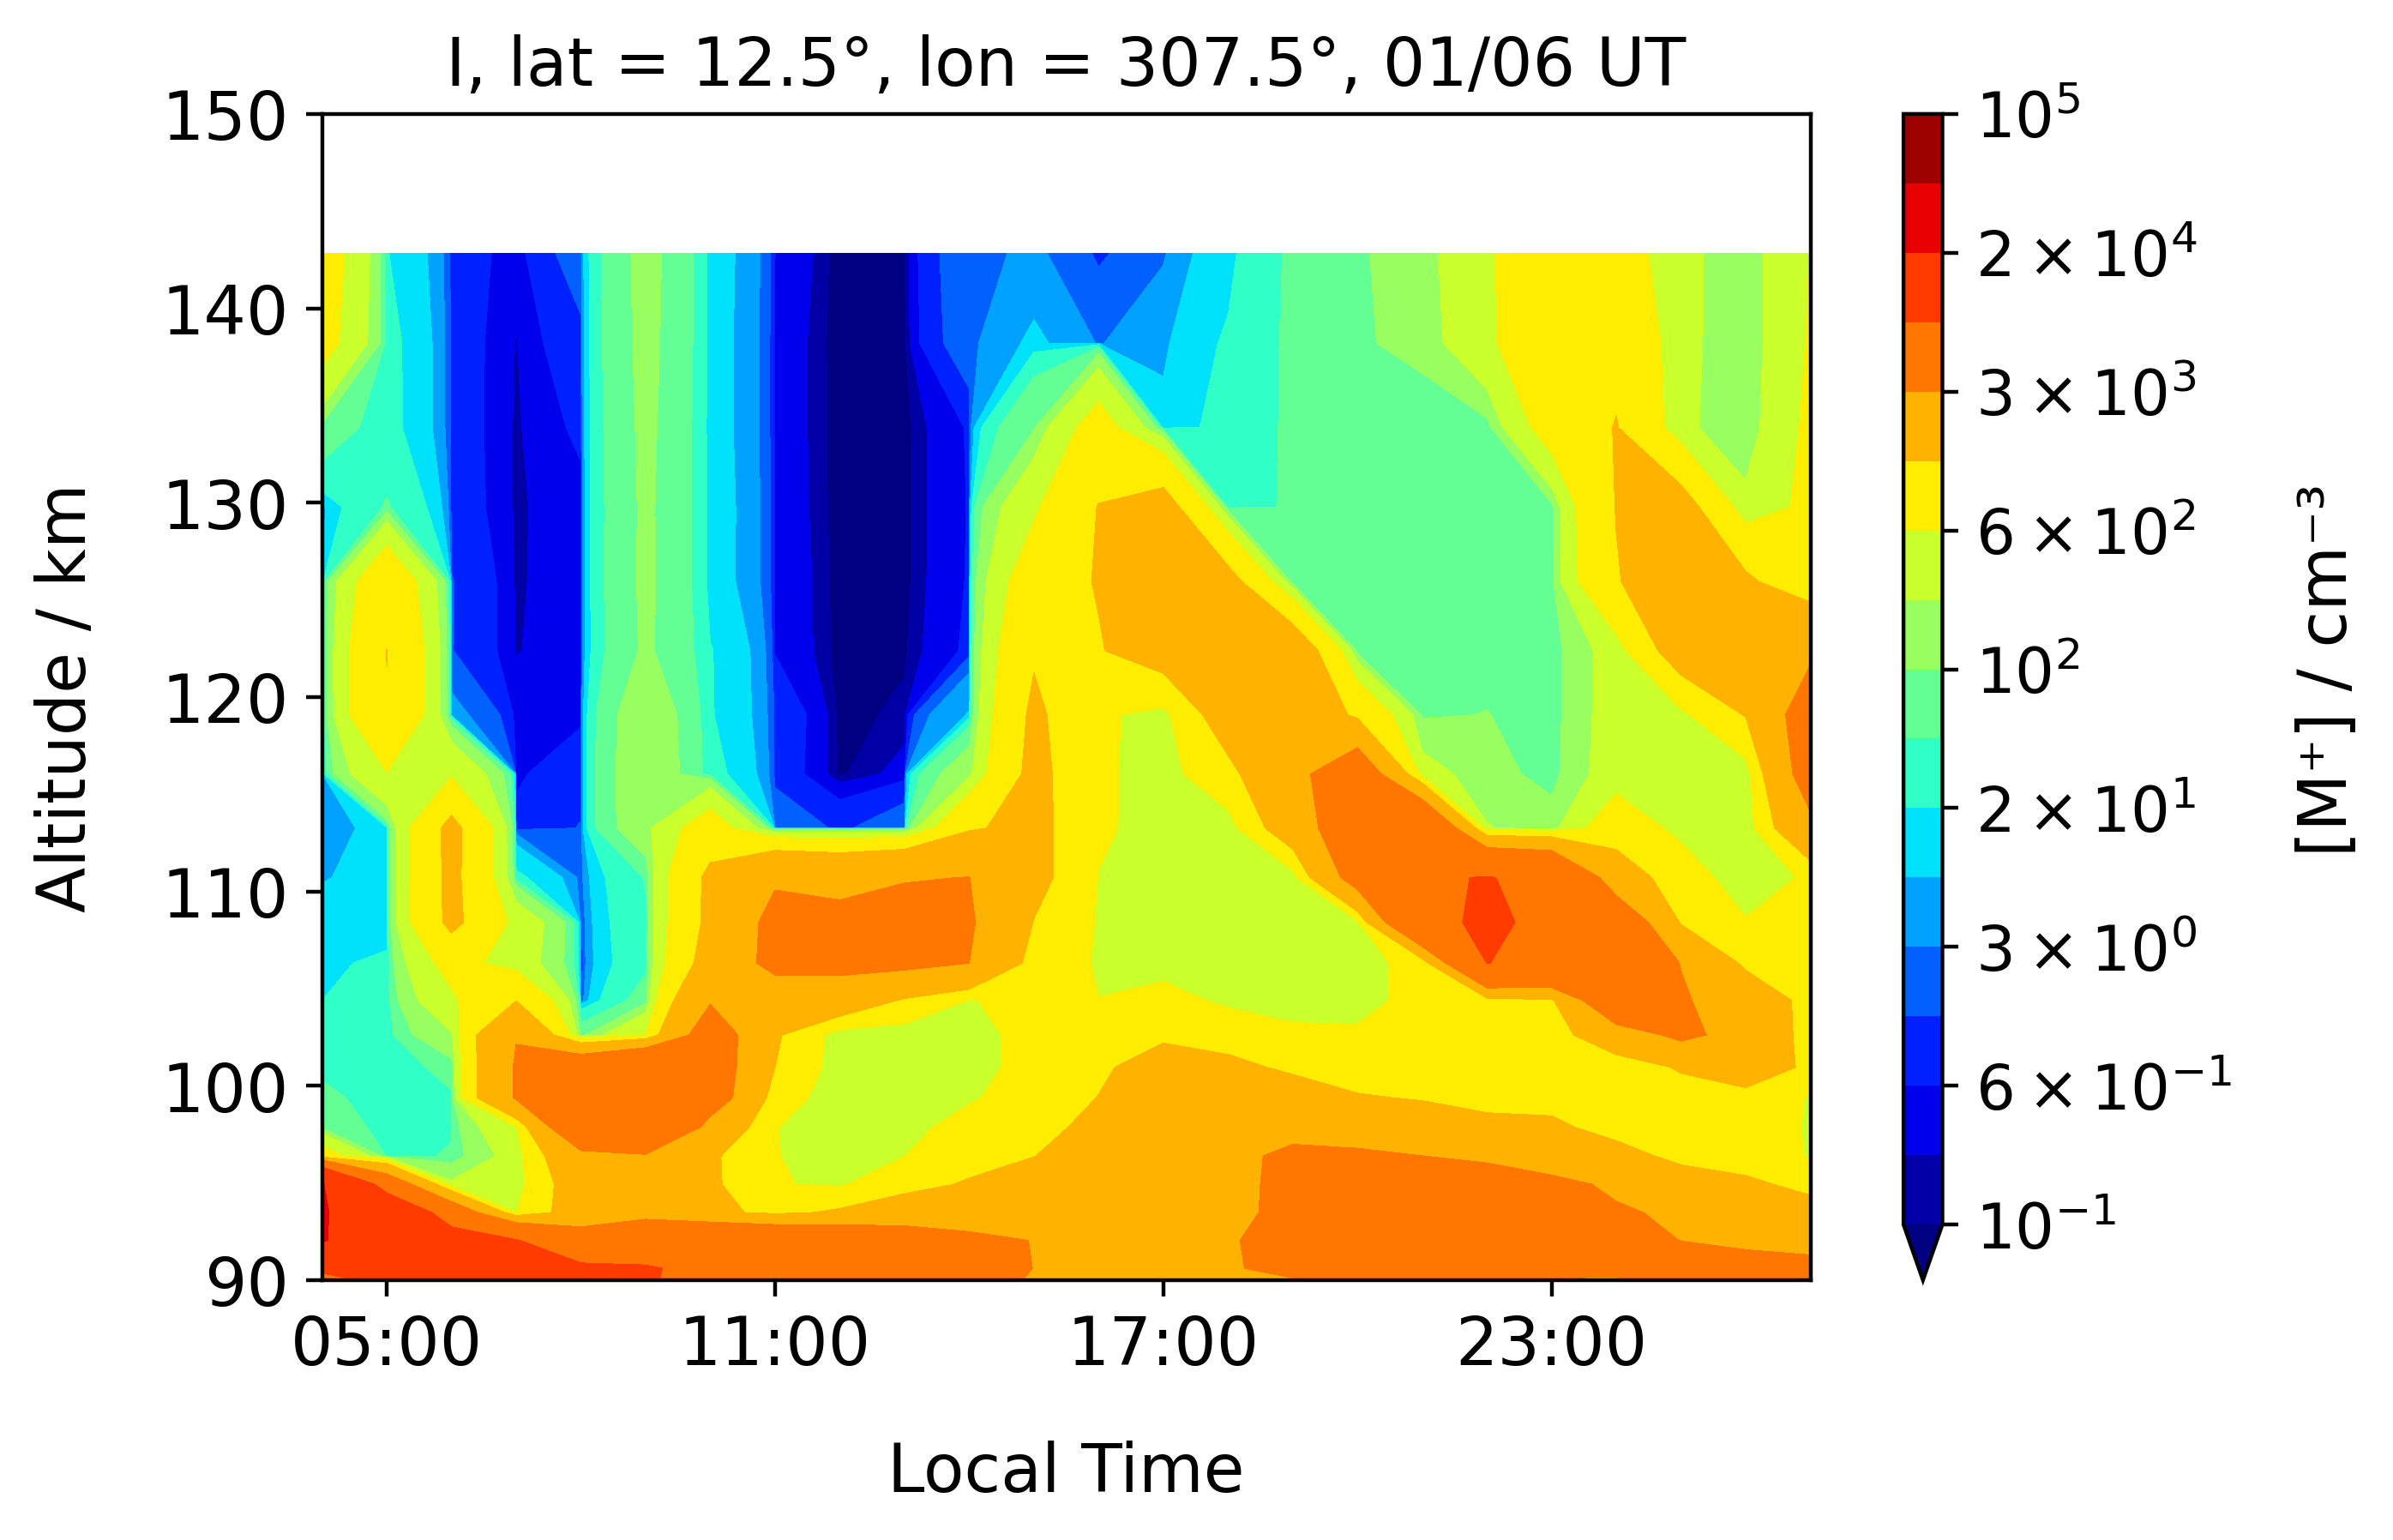 I, lat = 12.5°, lon = 307.5°, 01/06 UT
150
140
130
120
110
100
90
Altitude / km
05:00
11:00
17:00
23:00
Local Time
10⁵
2 × 10⁴
3 × 10³
6 × 10²
10²
2 × 10¹
3 × 10⁰
6 × 10⁻¹
10⁻¹
[M⁺] / cm⁻³